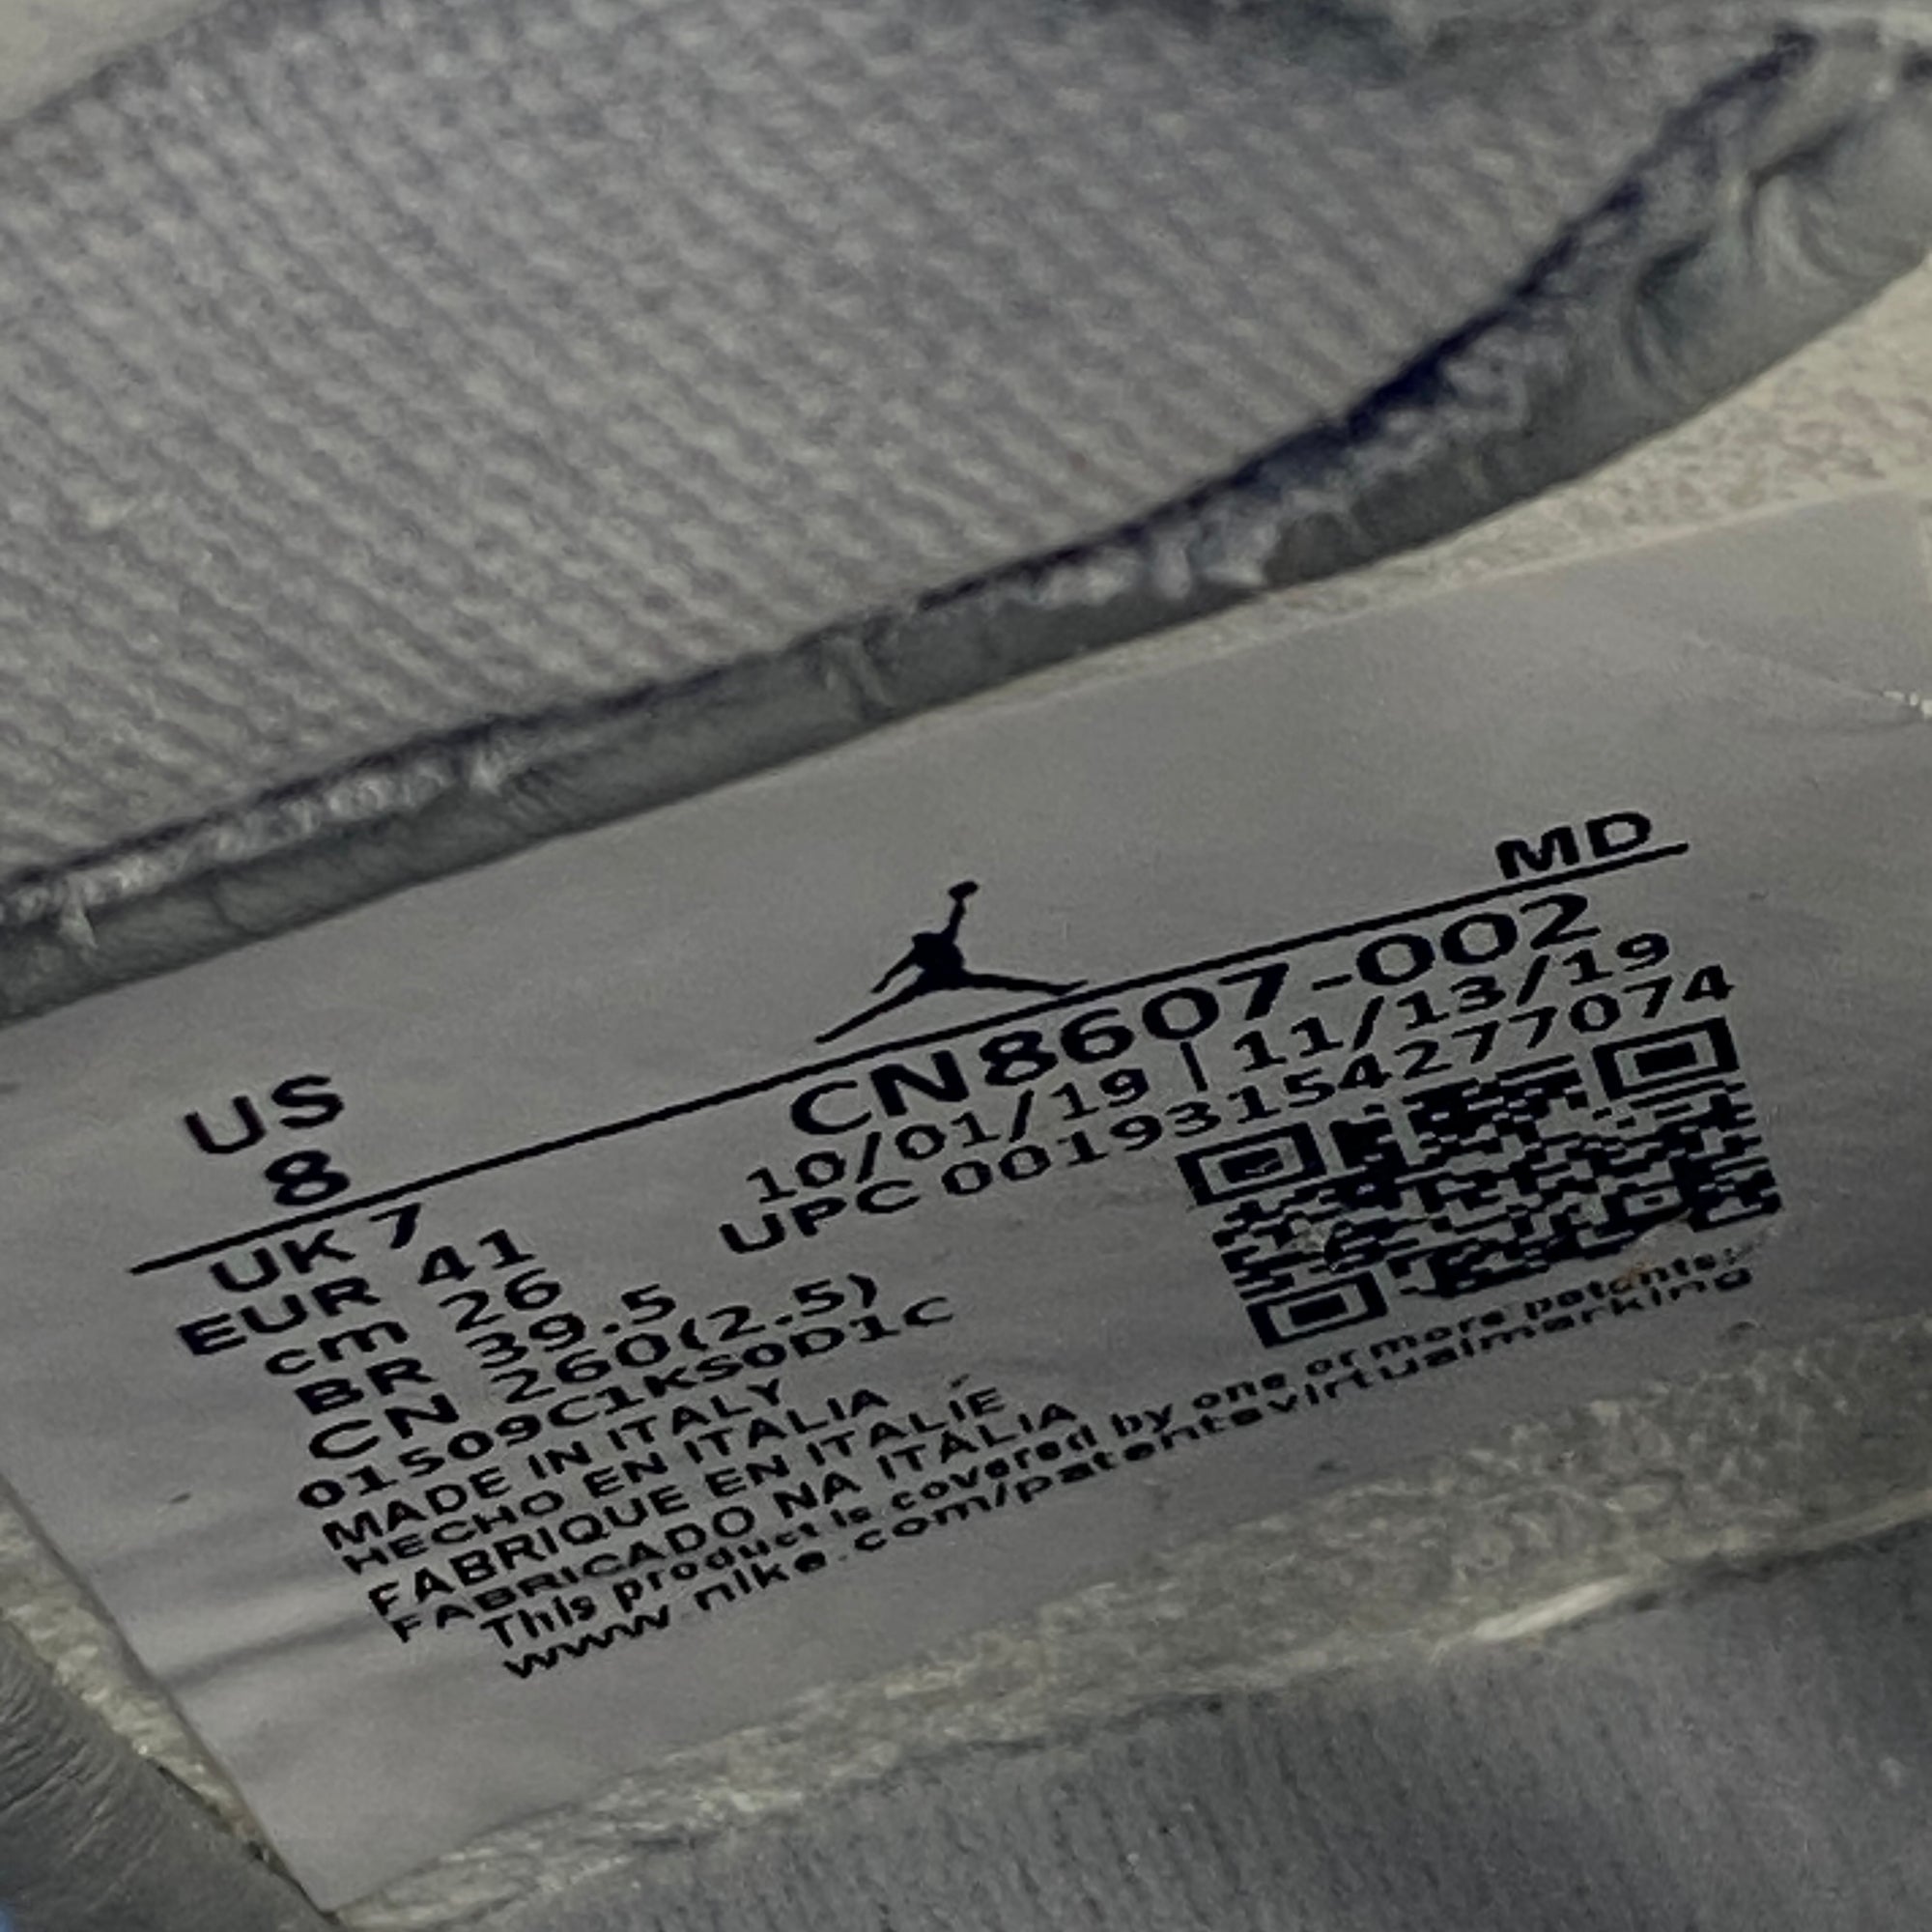 US
8
MD
UK 7
EUR 41
cm 26
BR 39.5
CN 260(2.5)
01509C1KS0D1C
MADE IN ITALY
HECHO EN ITALIA
FABRIQUE EN ITALIE
FABRICADO NA ITALIA
CN8607-002
10/01/19 | 11/13/19
UPC 00193154277074
This product is covered by one or more patents:
www.nike.com/patentsvirtualmarking